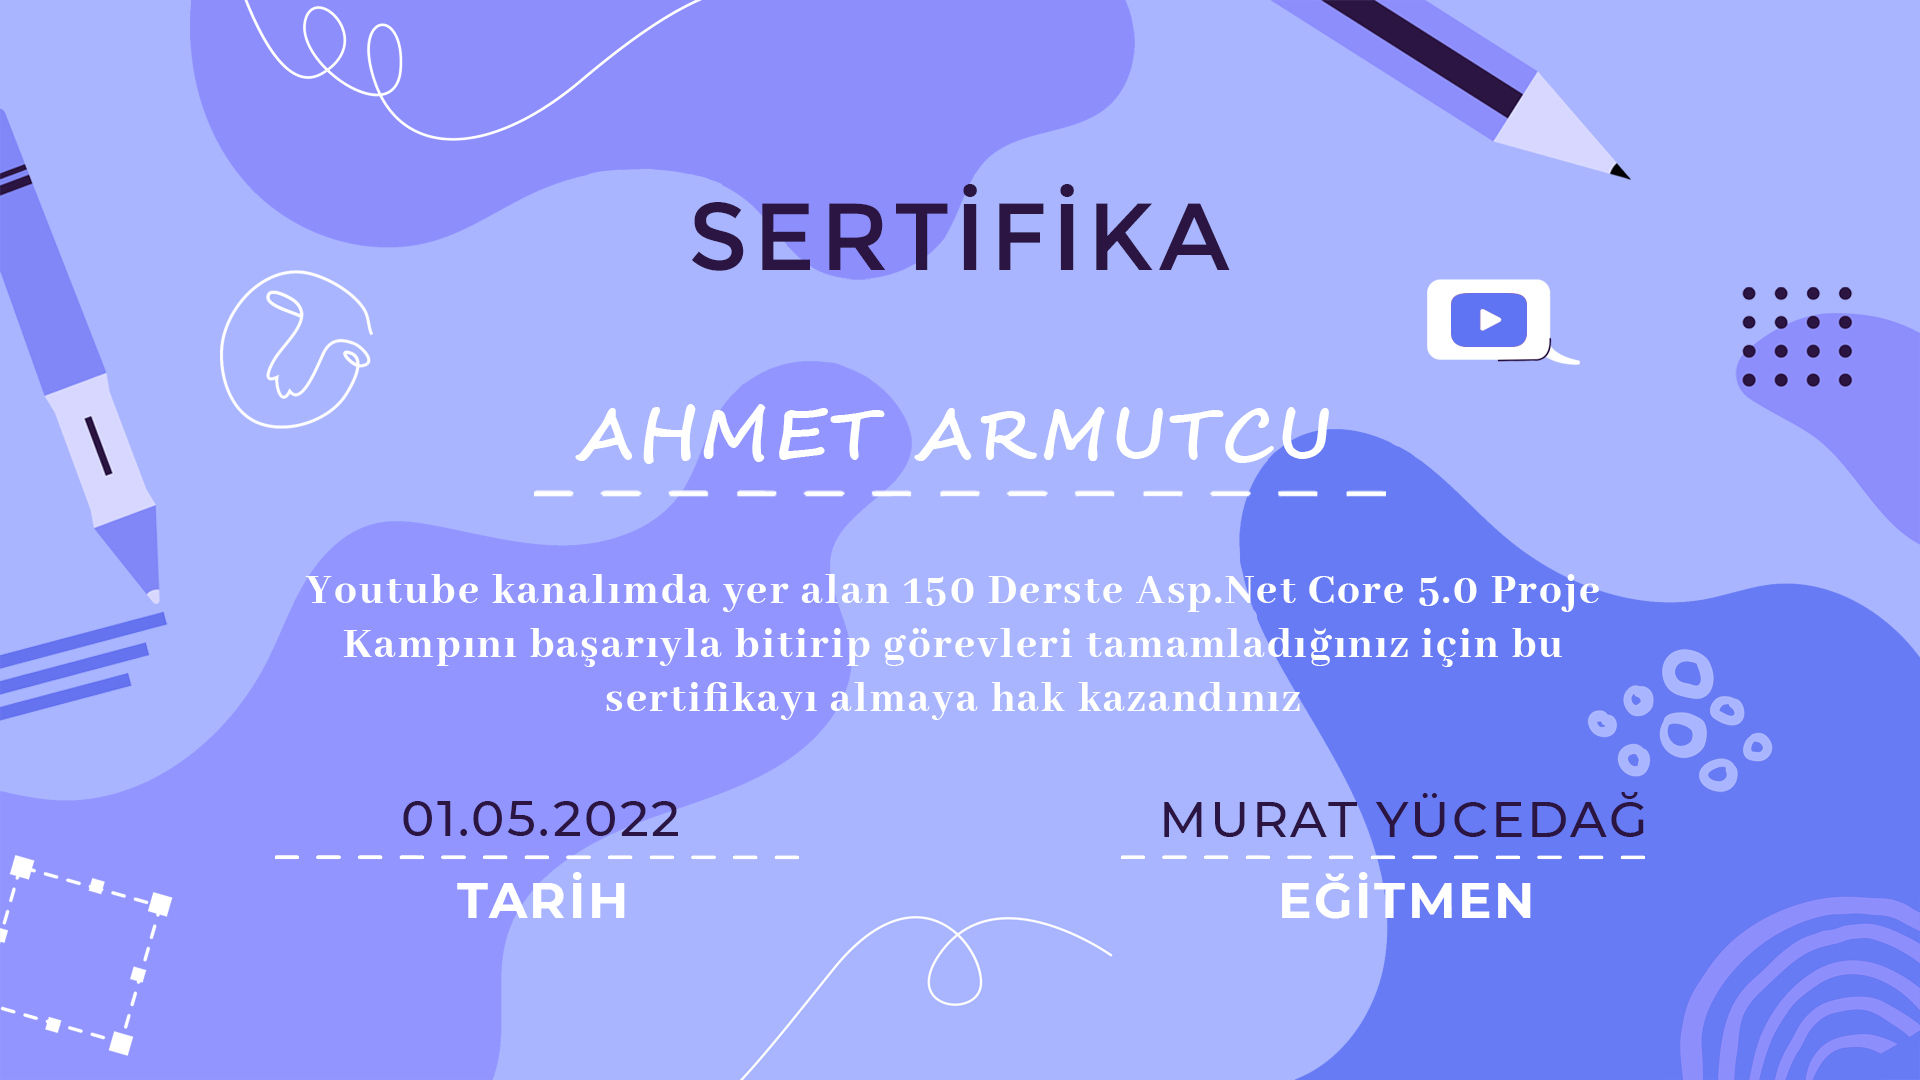 SERTİFİKA
AHMET ARMUTCU
Youtube kanalımda yer alan 150 Derste Asp.Net Core 5.0 Proje
Kampını başarıyla bitirip görevleri tamamladığınız için bu
sertifikayı almaya hak kazandınız
01.05.2022
TARİH
MURAT YÜCEDAĞ
EĞİTMEN